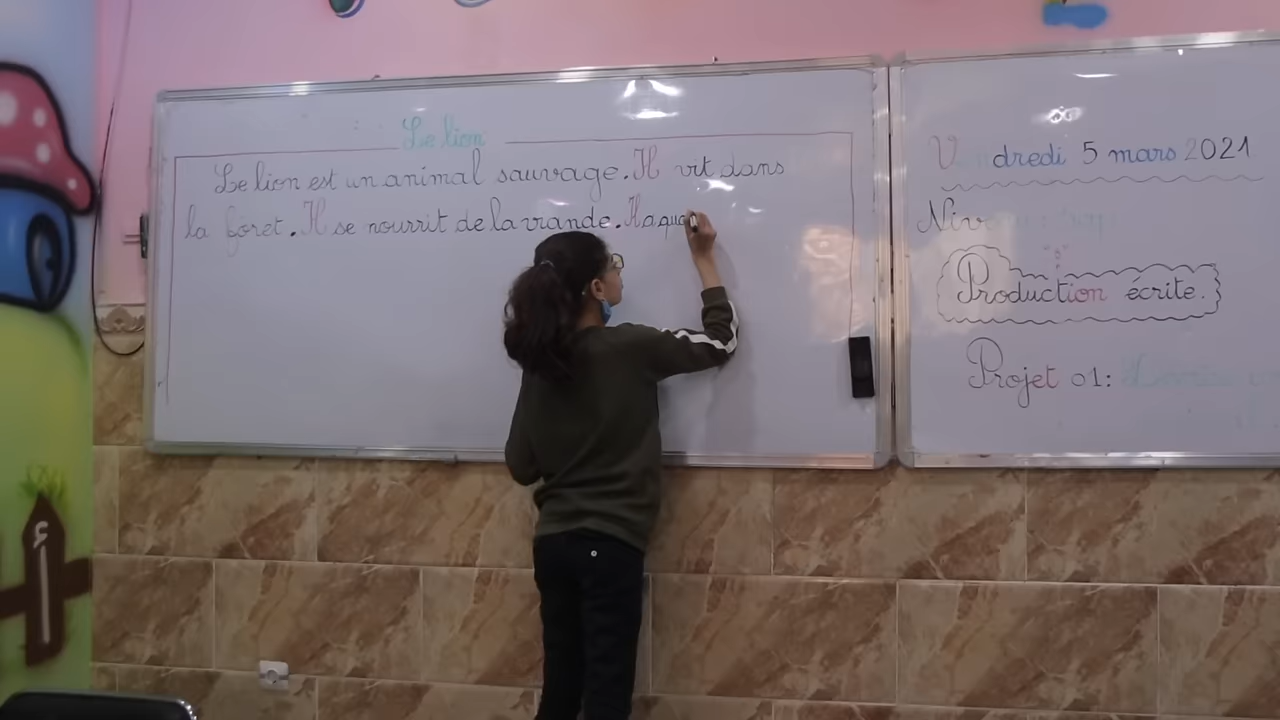 Le lion
Le lion est un animal sauvage. Il vit dans
la foret. Il se nourrit de la viande. Il a qua
V dredi 5 mars 2021
Niv
Production écrite.
Projet 01:
أ